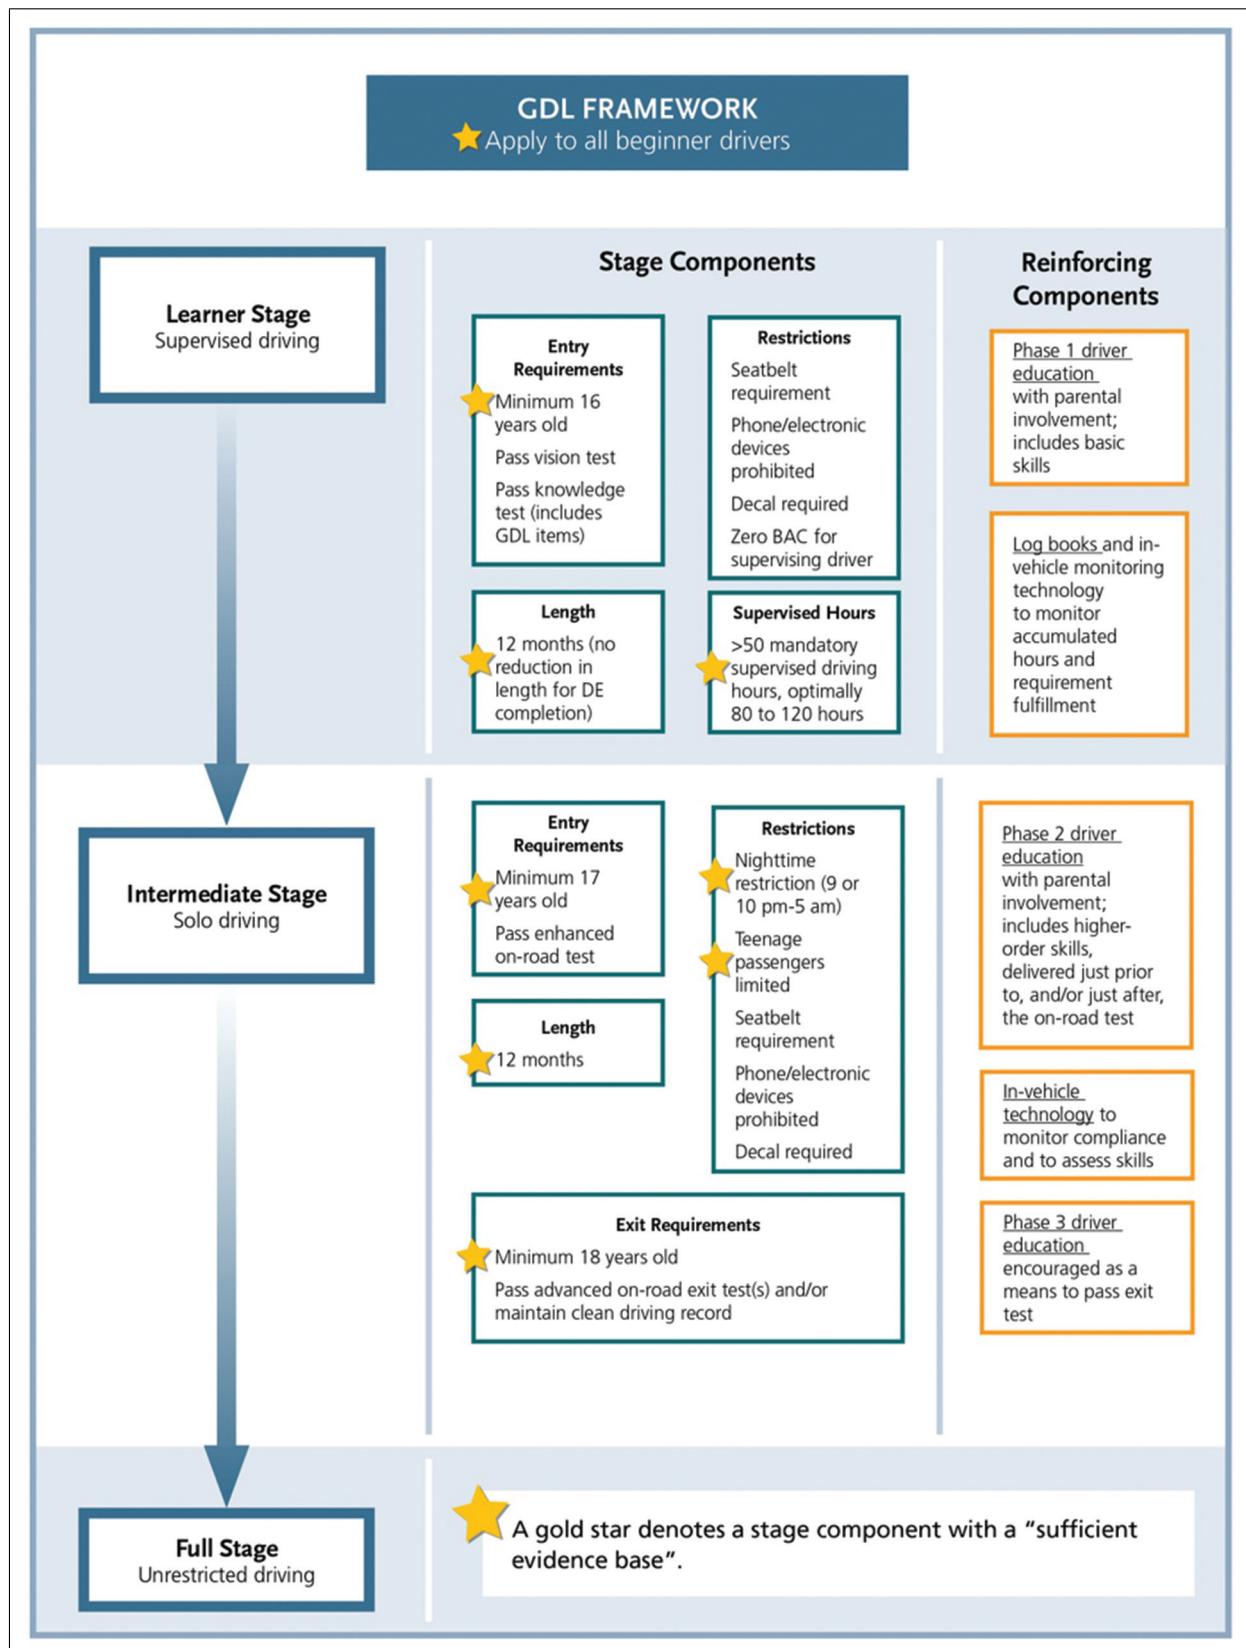 GDL FRAMEWORK
Apply to all beginner drivers
Learner Stage
Supervised driving
Stage Components
Entry
Requirements
Minimum 16
years old
Pass vision test
Pass knowledge
test (includes
GDL items)
Restrictions
Seatbelt
requirement
Phone/electronic
devices
prohibited
Decal required
Zero BAC for
supervising driver
Length
12 months (no
reduction in
length for DE
completion)
Supervised Hours
>50 mandatory
supervised driving
hours, optimally
80 to 120 hours
Reinforcing
Components
Phase 1 driver
education
with parental
involvement;
includes basic
skills
Log books and in-
vehicle monitoring
technology
to monitor
accumulated
hours and
requirement
fulfillment
Intermediate Stage
Solo driving
Entry
Requirements
Minimum 17
years old
Pass enhanced
on-road test
Length
12 months
Restrictions
Nighttime
restriction (9 or
10 pm-5 am)
Teenage
passengers
limited
Seatbelt
requirement
Phone/electronic
devices
prohibited
Decal required
Exit Requirements
Minimum 18 years old
Pass advanced on-road exit test(s) and/or
maintain clean driving record
Phase 2 driver
education
with parental
involvement;
includes higher-
order skills,
delivered just prior
to, and/or just after,
the on-road test
In-vehicle
technology to
monitor compliance
and to assess skills
Phase 3 driver
education
encouraged as a
means to pass exit
test
Full Stage
Unrestricted driving
A gold star denotes a stage component with a “sufficient
evidence base”.